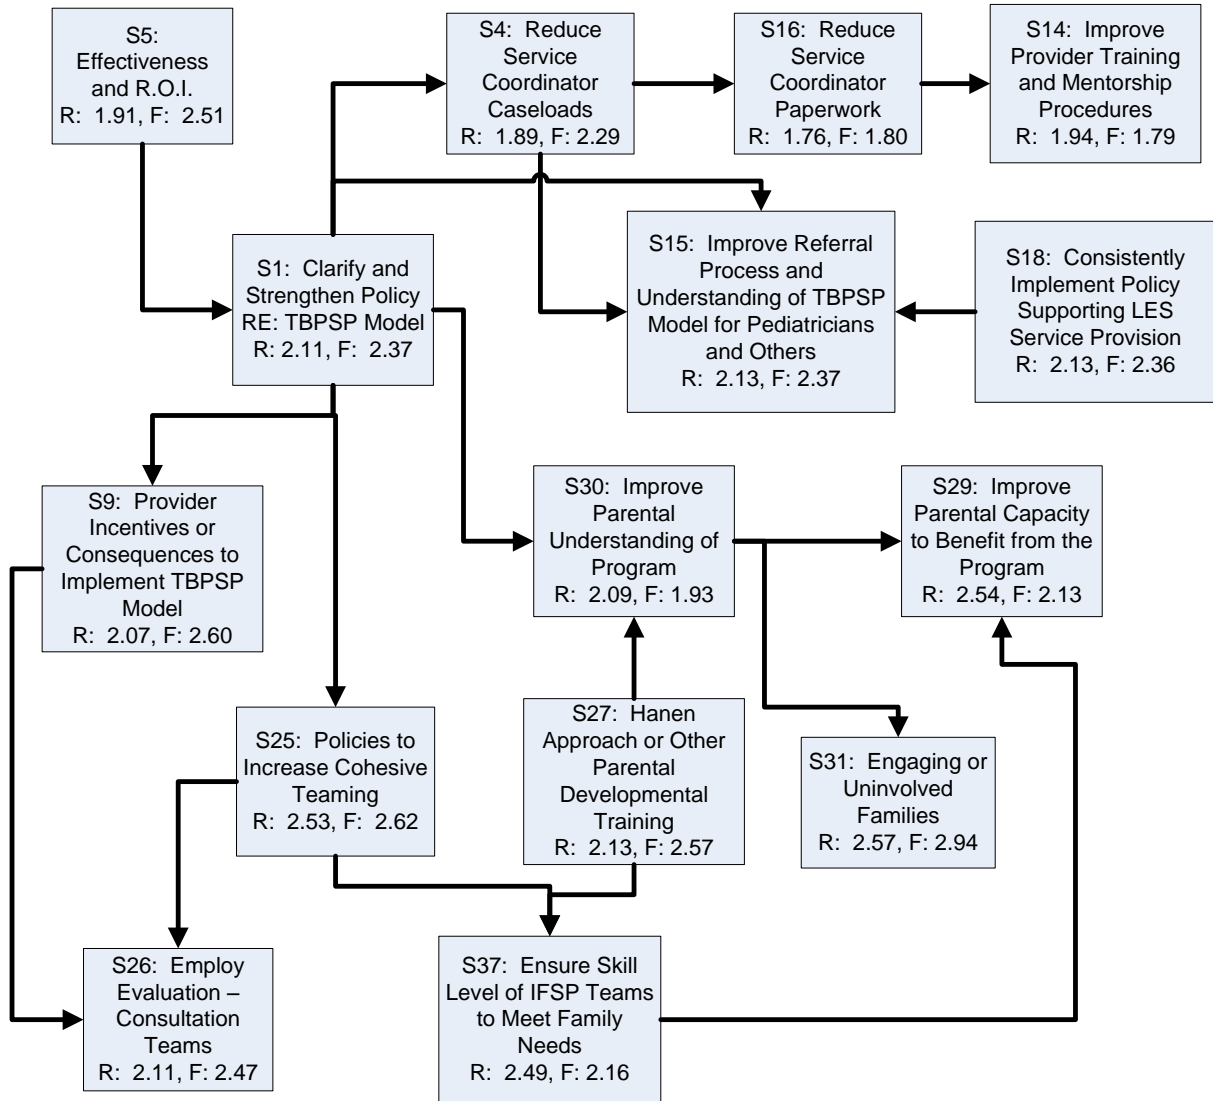 S5:
Effectiveness
and R.O.I.
R:  1.91, F:  2.51
S4:  Reduce
Service
Coordinator
Caseloads
R:  1.89, F: 2.29
S16:  Reduce
Service
Coordinator
Paperwork
R:  1.76, F: 1.80
S14:  Improve
Provider Training
and Mentorship
Procedures
R:  1.94, F: 1.79
S1:  Clarify and
Strengthen Policy
RE: TBPSP Model
R: 2.11, F:  2.37
S15:  Improve Referral
Process and
Understanding of TBPSP
Model for Pediatricians
and Others
R:  2.13, F: 2.37
S18:  Consistently
Implement Policy
Supporting LES
Service Provision
R:  2.13, F: 2.36
S9:  Provider
Incentives or
Consequences to
Implement TBPSP
Model
R:  2.07, F: 2.60
S30:  Improve
Parental
Understanding of
Program
R:  2.09, F: 1.93
S29:  Improve
Parental Capacity
to Benefit from the
Program
R:  2.54, F: 2.13
S25:  Policies to
Increase Cohesive
Teaming
R:  2.53, F:  2.62
S27:  Hanen
Approach or Other
Parental
Developmental
Training
R:  2.13, F: 2.57
S31:  Engaging or
Uninvolved
Families
R:  2.57, F: 2.94
S26:  Employ
Evaluation –
Consultation
Teams
R:  2.11, F: 2.47
S37:  Ensure Skill
Level of IFSP Teams
to Meet Family
Needs
R:  2.49, F: 2.16